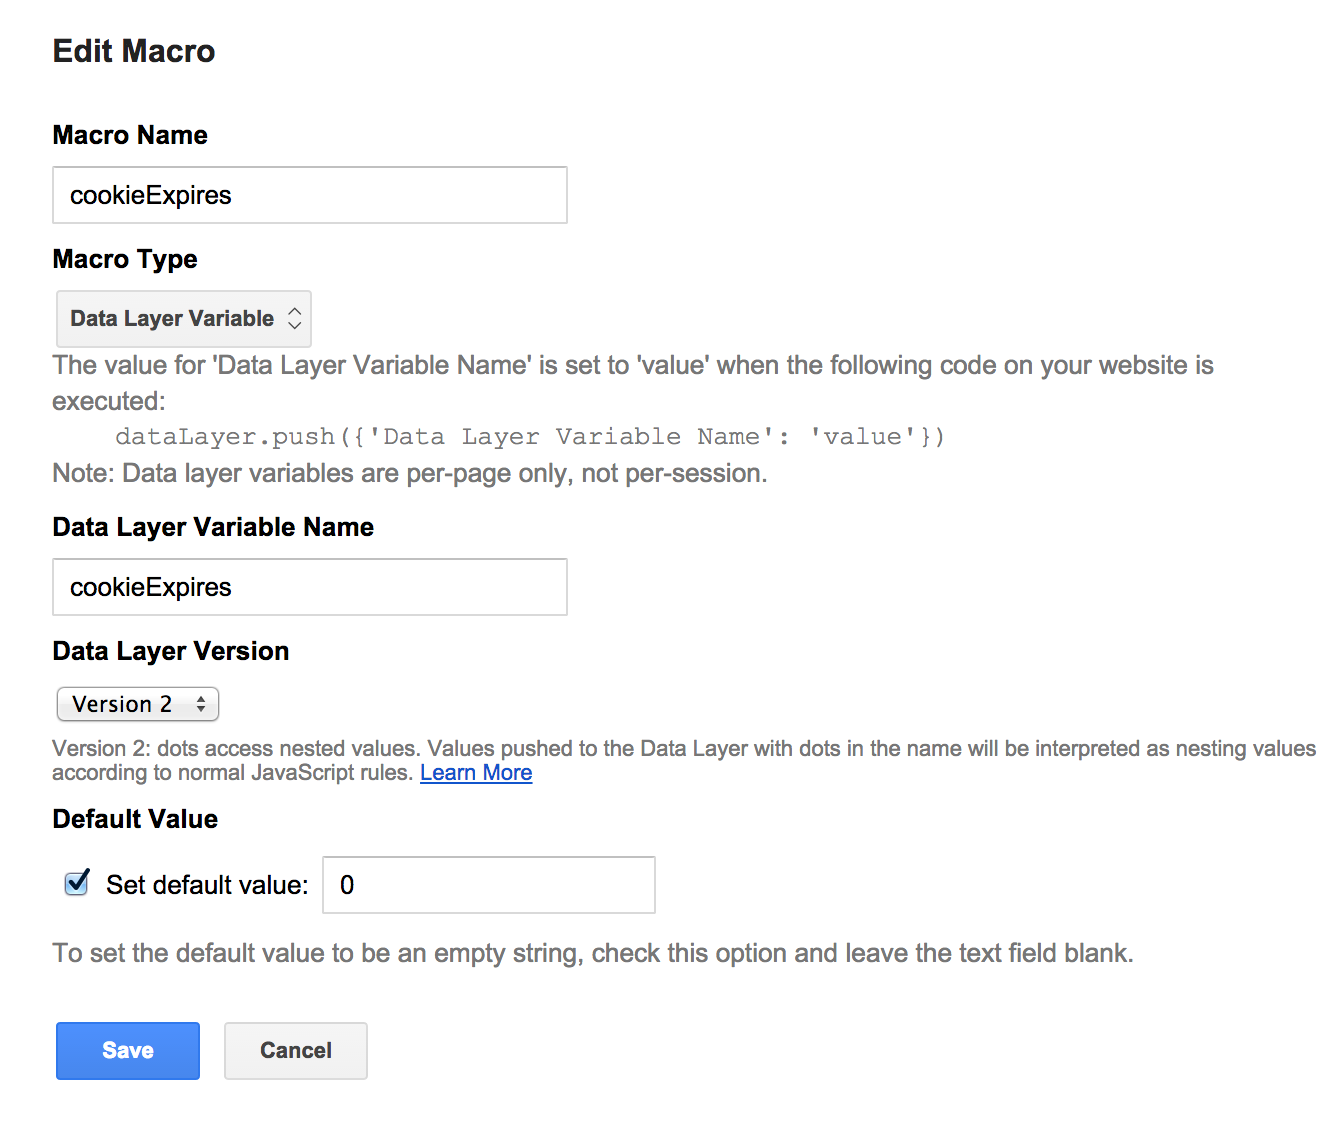 Edit Macro
Macro Name
cookieExpires
Macro Type
Data Layer Variable
The value for 'Data Layer Variable Name' is set to 'value' when the following code on your website is
executed:
dataLayer.push({'Data Layer Variable Name': 'value'})
Note: Data layer variables are per-page only, not per-session.
Data Layer Variable Name
cookieExpires
Data Layer Version
Version 2
Version 2: dots access nested values. Values pushed to the Data Layer with dots in the name will be interpreted as nesting values
according to normal JavaScript rules. Learn More
Default Value
Set default value: 0
To set the default value to be an empty string, check this option and leave the text field blank.
Save Cancel